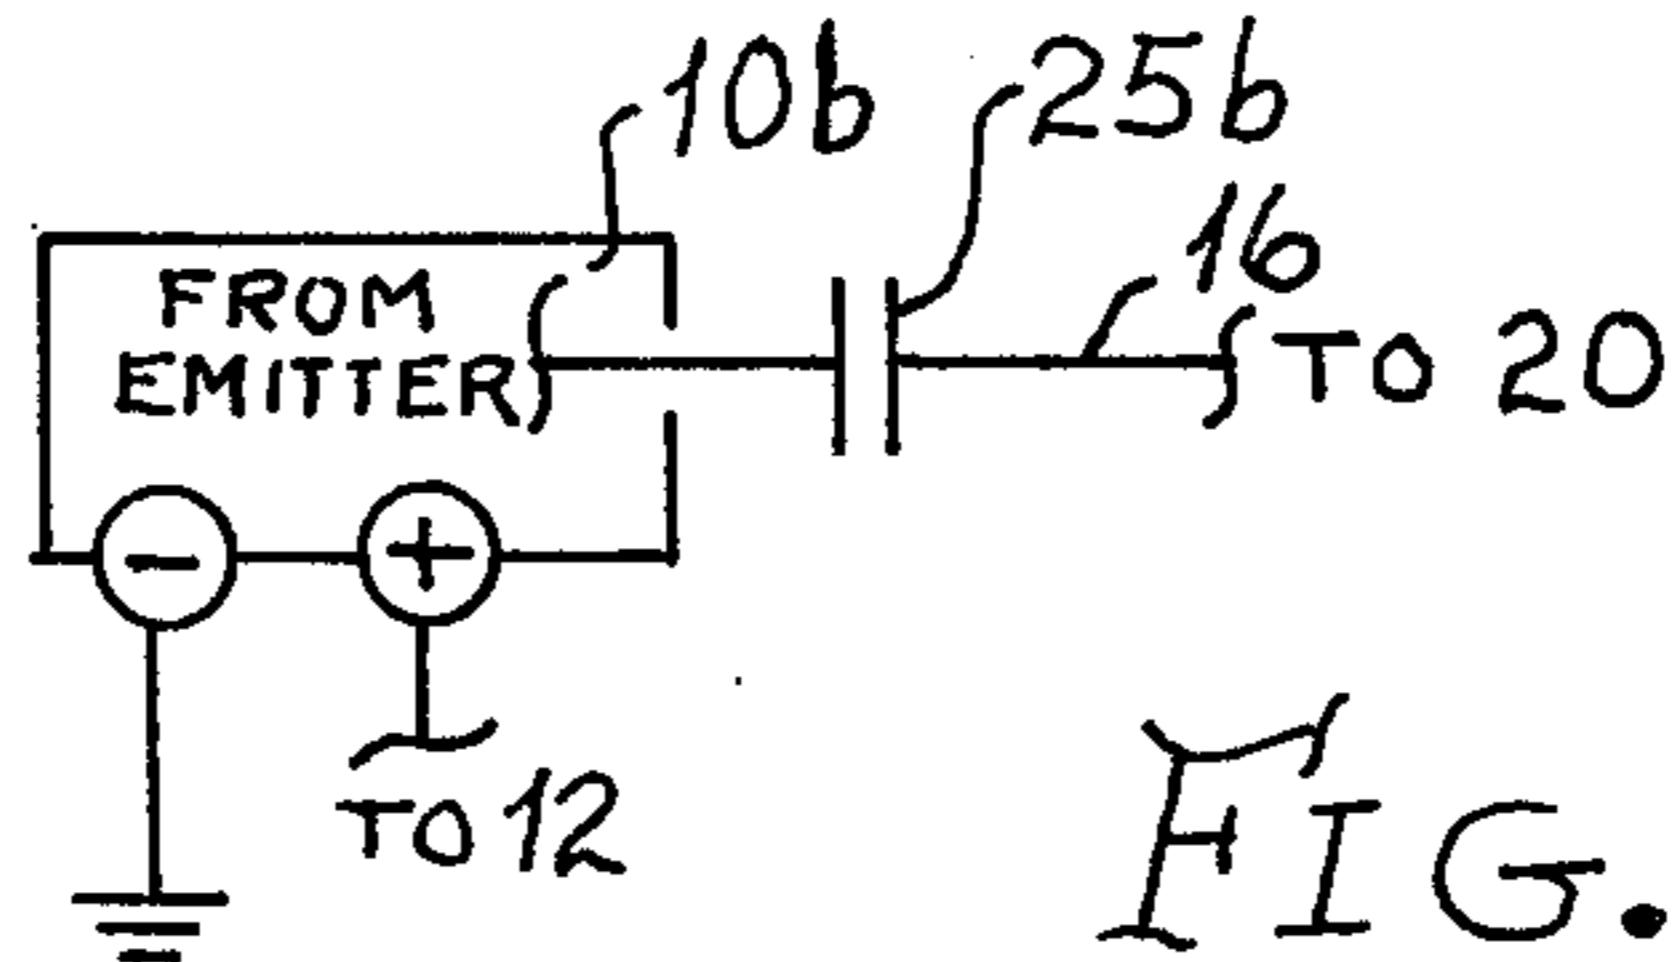 10b
25b
16
FROM
EMITTER
TO 20
−
+
TO 12
FIG.